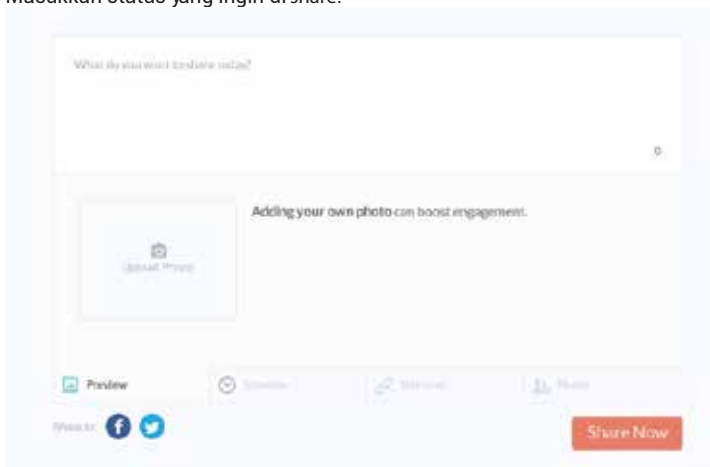 Masukkan status yang ingin di share.
What do you want to share today?
0
Adding your own photo can boost engagement.
Upload Photo
Preview
Share to:
Share Now